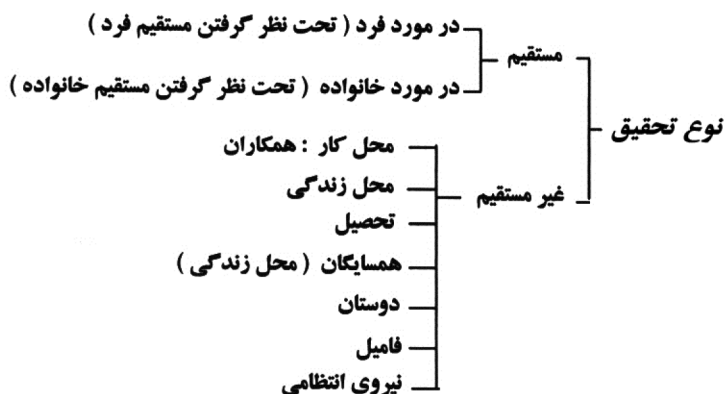 نوع تحقیق
مستقیم
در مورد فرد ( تحت نظر گرفتن مستقیم فرد )
در مورد خانواده ( تحت نظر گرفتن مستقیم خانواده )
غیر مستقیم
محل کار : همکاران
محل زندگی
تحصیل
همسایگان ( محل زندگی )
دوستان
فامیل
نیروی انتظامی